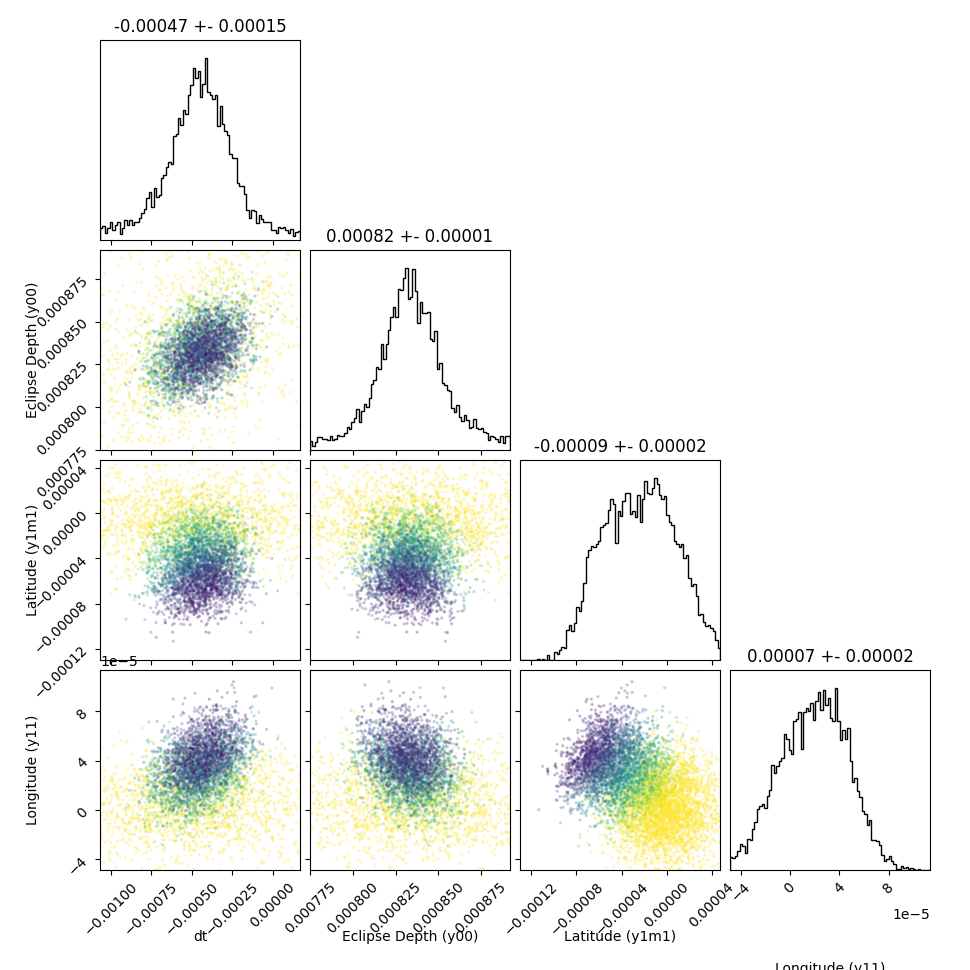 -0.00047 +- 0.00015
0.00082 +- 0.00001
Eclipse Depth (y00)
0.000875
0.000850
0.000825
0.000800
0.000775
-0.00009 +- 0.00002
Latitude (y1m1)
0.00004
0.00000
−0.00004
−0.00008
−0.00012
0.00007 +- 0.00002
1e−5
Longitude (y11)
8
4
0
−4
−0.00100
−0.00075
−0.00050
−0.00025
0.00000
dt
0.000775
0.000800
0.000825
0.000850
0.000875
Eclipse Depth (y00)
−0.00012
−0.00008
−0.00004
0.00000
0.00004
Latitude (y1m1)
−4
0
4
8
1e−5
Longitude (y11)